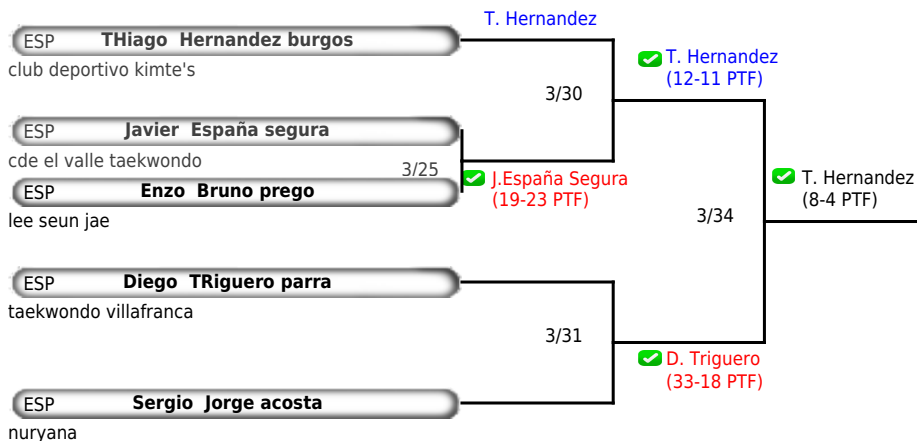 T. Hernandez
ESP THiago Hernandez burgos
club deportivo kimte's
T. Hernandez
(12-11 PTF)
3/30
ESP Javier España segura
cde el valle taekwondo
3/25
J.España Segura
(19-23 PTF)
ESP Enzo Bruno prego
lee seun jae
T. Hernandez
(8-4 PTF)
3/34
ESP Diego TRiguero parra
taekwondo villafranca
3/31
D. Triguero
(33-18 PTF)
ESP Sergio Jorge acosta
nuryana